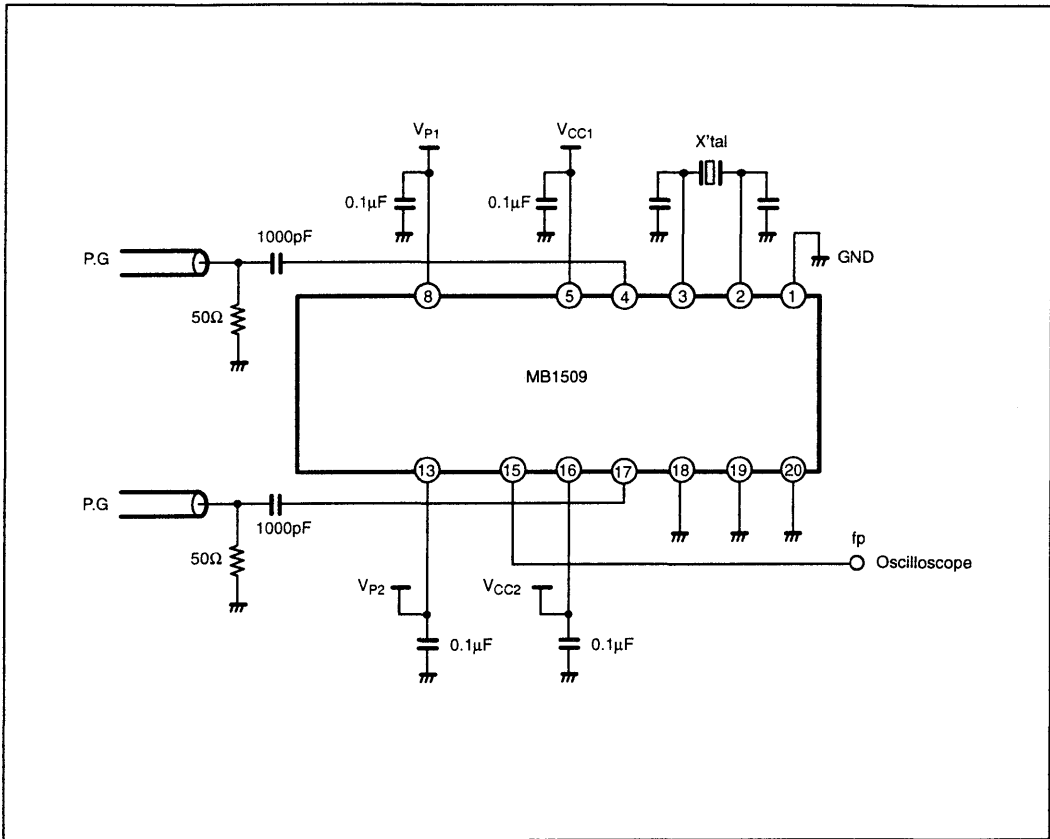 VP1
VCC1
X'tal
0.1μF
0.1μF
1000pF
P.G
GND
50Ω
8
5
4
3
2
1
MB1509
13
15
16
17
18
19
20
P.G
1000pF
50Ω
fp
Oscilloscope
VP2
VCC2
0.1μF
0.1μF